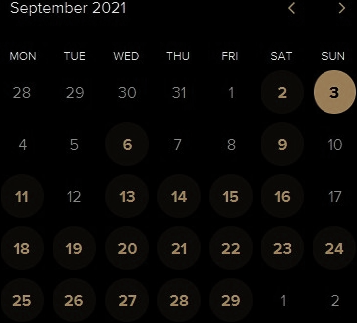 September 2021
MON TUE WED THU FRI SAT SUN
28 29 30 31 1 2 3
4 5 6 7 8 9 10
11 12 13 14 15 16 17
18 19 20 21 22 23 24
25 26 27 28 29 1 2